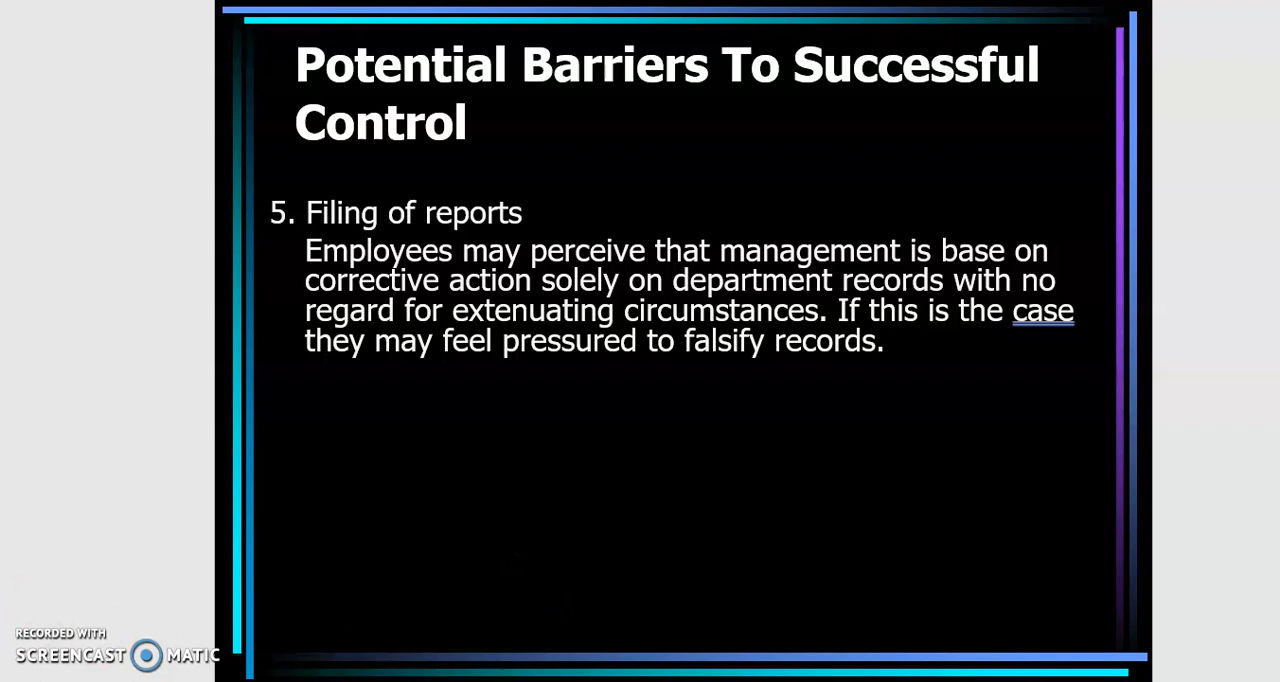 Potential Barriers To Successful
Control
5. Filing of reports
Employees may perceive that management is base on
corrective action solely on department records with no
regard for extenuating circumstances. If this is the case
they may feel pressured to falsify records.
RECORDED WITH
SCREENCAST MATIC